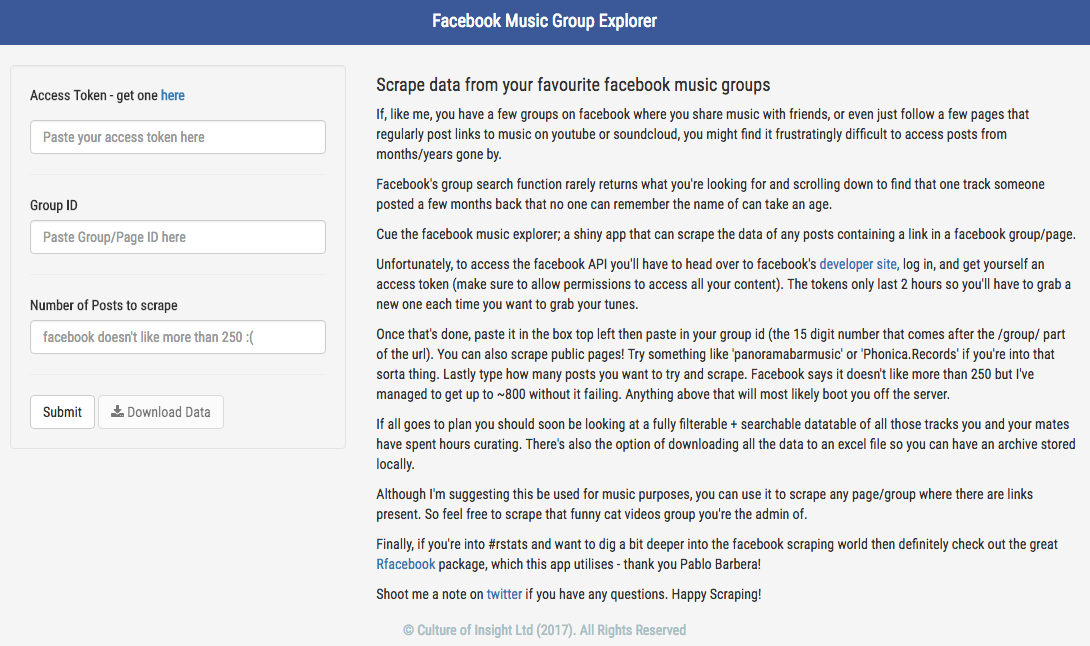 Facebook Music Group Explorer
Access Token - get one here
Paste your access token here
Group ID
Paste Group/Page ID here
Number of Posts to scrape
facebook doesn't like more than 250 :(
Submit
Download Data
Scrape data from your favourite facebook music groups
If, like me, you have a few groups on facebook where you share music with friends, or even just follow a few pages that
regularly post links to music on youtube or soundcloud, you might find it frustratingly difficult to access posts from
months/years gone by.
Facebook's group search function rarely returns what you're looking for and scrolling down to find that one track someone
posted a few months back that no one can remember the name of can take an age.
Cue the facebook music explorer; a shiny app that can scrape the data of any posts containing a link in a facebook group/page.
Unfortunately, to access the facebook API you'll have to head over to facebook's developer site, log in, and get yourself an
access token (make sure to allow permissions to access all your content). The tokens only last 2 hours so you'll have to grab a
new one each time you want to grab your tunes.
Once that's done, paste it in the box top left then paste in your group id (the 15 digit number that comes after the /group/ part
of the url). You can also scrape public pages! Try something like 'panoramabarmusic' or 'Phonica.Records' if you're into that
sorta thing. Lastly type how many posts you want to try and scrape. Facebook says it doesn't like more than 250 but I've
managed to get up to ~800 without it failing. Anything above that will most likely boot you off the server.
If all goes to plan you should soon be looking at a fully filterable + searchable datatable of all those tracks you and your mates
have spent hours curating. There's also the option of downloading all the data to an excel file so you can have an archive stored
locally.
Although I'm suggesting this be used for music purposes, you can use it to scrape any page/group where there are links
present. So feel free to scrape that funny cat videos group you're the admin of.
Finally, if you're into #rstats and want to dig a bit deeper into the facebook scraping world then definitely check out the great
Rfacebook package, which this app utilises - thank you Pablo Barbera!
Shoot me a note on twitter if you have any questions. Happy Scraping!
© Culture of Insight Ltd (2017). All Rights Reserved